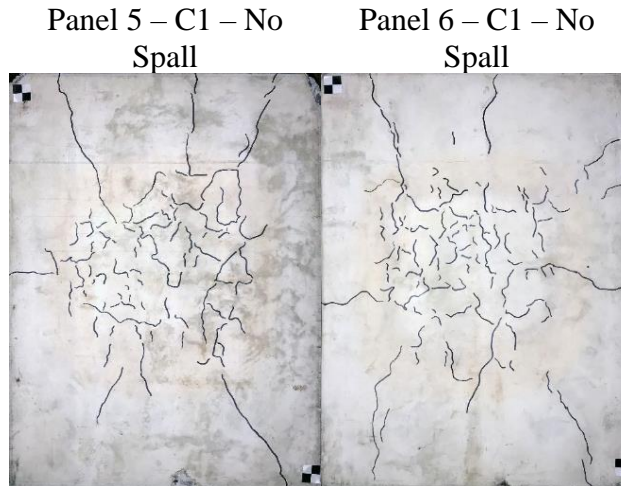 Panel 5 – C1 – No
Spall
Panel 6 – C1 – No
Spall